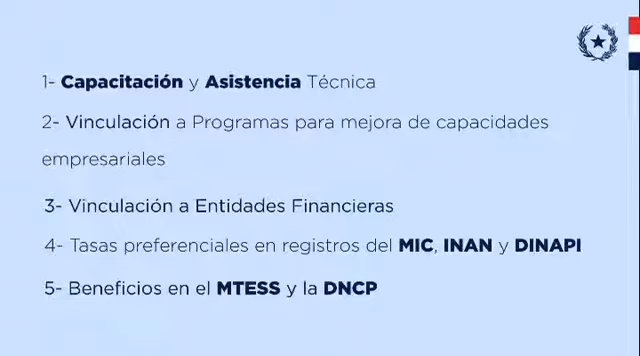 1- Capacitación y Asistencia Técnica
2- Vinculación a Programas para mejora de capacidades
empresariales
3- Vinculación a Entidades Financieras
4- Tasas preferenciales en registros del MIC, INAN y DINAPI
5- Beneficios en el MTESS y la DNCP